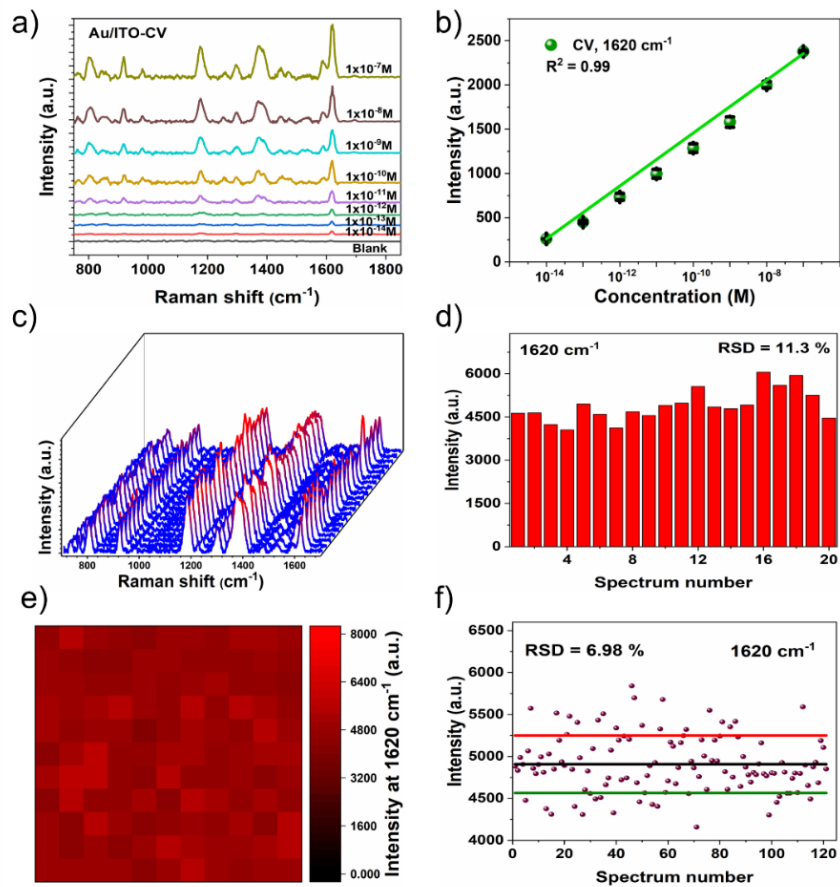 a)
Au/ITO-CV
1x10⁻⁷M
1x10⁻⁸M
1x10⁻⁹M
1x10⁻¹⁰M
1x10⁻¹¹M
1x10⁻¹²M
1x10⁻¹³M
1x10⁻¹⁴M
Blank
Intensity (a.u.)
800 1000 1200 1400 1600 1800
Raman shift (cm⁻¹)
b)
CV, 1620 cm⁻¹
R² = 0.99
Intensity (a.u.)
2500
2000
1500
1000
500
0
10⁻¹⁴ 10⁻¹² 10⁻¹⁰ 10⁻⁸
Concentration (M)
c)
Intensity (a.u.)
800 1000 1200 1400 1600
Raman shift (cm⁻¹)
d)
1620 cm⁻¹ RSD = 11.3 %
Intensity (a.u.)
6000
4500
3000
1500
0
4 8 12 16 20
Spectrum number
e)
8000
6400
4800
3200
1600
0.000
Intensity at 1620 cm⁻¹ (a.u.)
f)
RSD = 6.98 % 1620 cm⁻¹
Intensity (a.u.)
6500
6000
5500
5000
4500
4000
0 20 40 60 80 100 120
Spectrum number